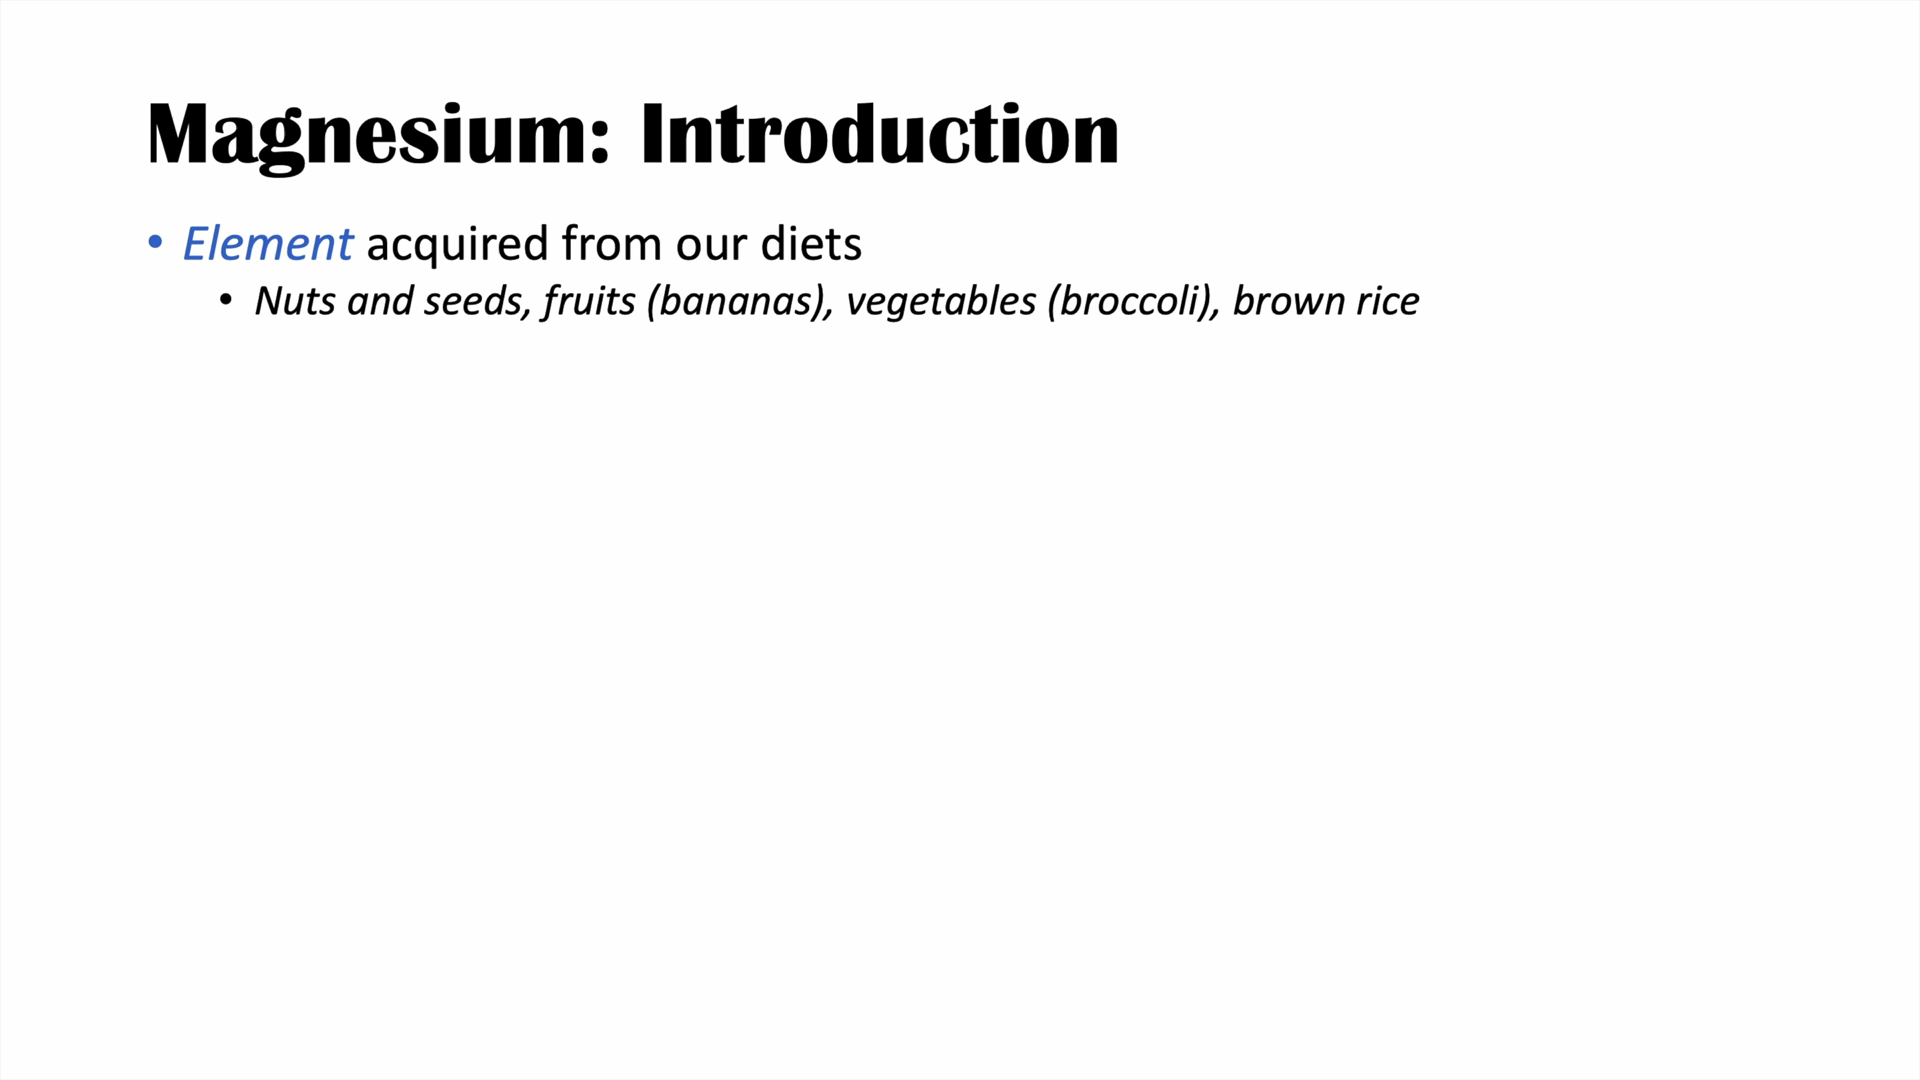 Magnesium: Introduction
• Element acquired from our diets
• Nuts and seeds, fruits (bananas), vegetables (broccoli), brown rice